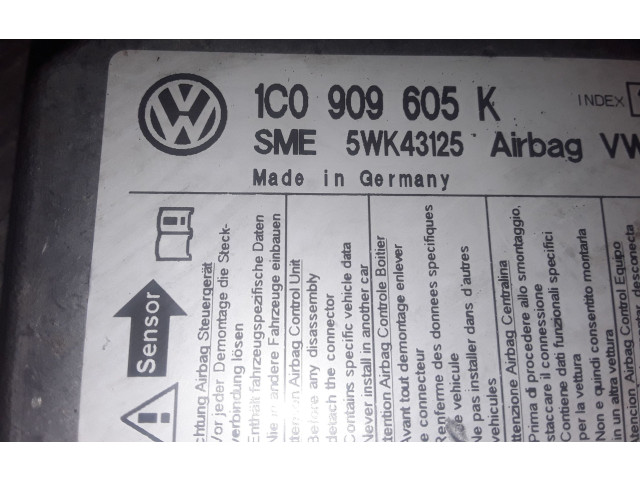 VW
1C0 909 605 K
INDEX
SME 5WK43125 Airbag VW
Made in Germany
Sensor
chtung Airbag Steuergerät
Vor jeder Demontage die Steck-
verbindung lösen
Enthält fahrzeugspezifische Daten
Nie in andere Fahrzeuge einbauen
Airbag Control Unit
Before any disassembly
detach the connector
Contains specific vehicle data
Never install in another car
ttention Airbag Controle Boitier
Avant tout demontage enlever
e connecteur
Renferme des donnees specifiques
vehicule
Ne pas installer dans d'autres
vehicules
Attenzione Airbag Centralina
Prima di procedere allo smontaggio,
staccare il connessione
Contiene dati funzionali specifici
per la vettura
Non e quindi consentito montarla
in un altra vettura
Atencion Airbag Control Equipo
desconecta